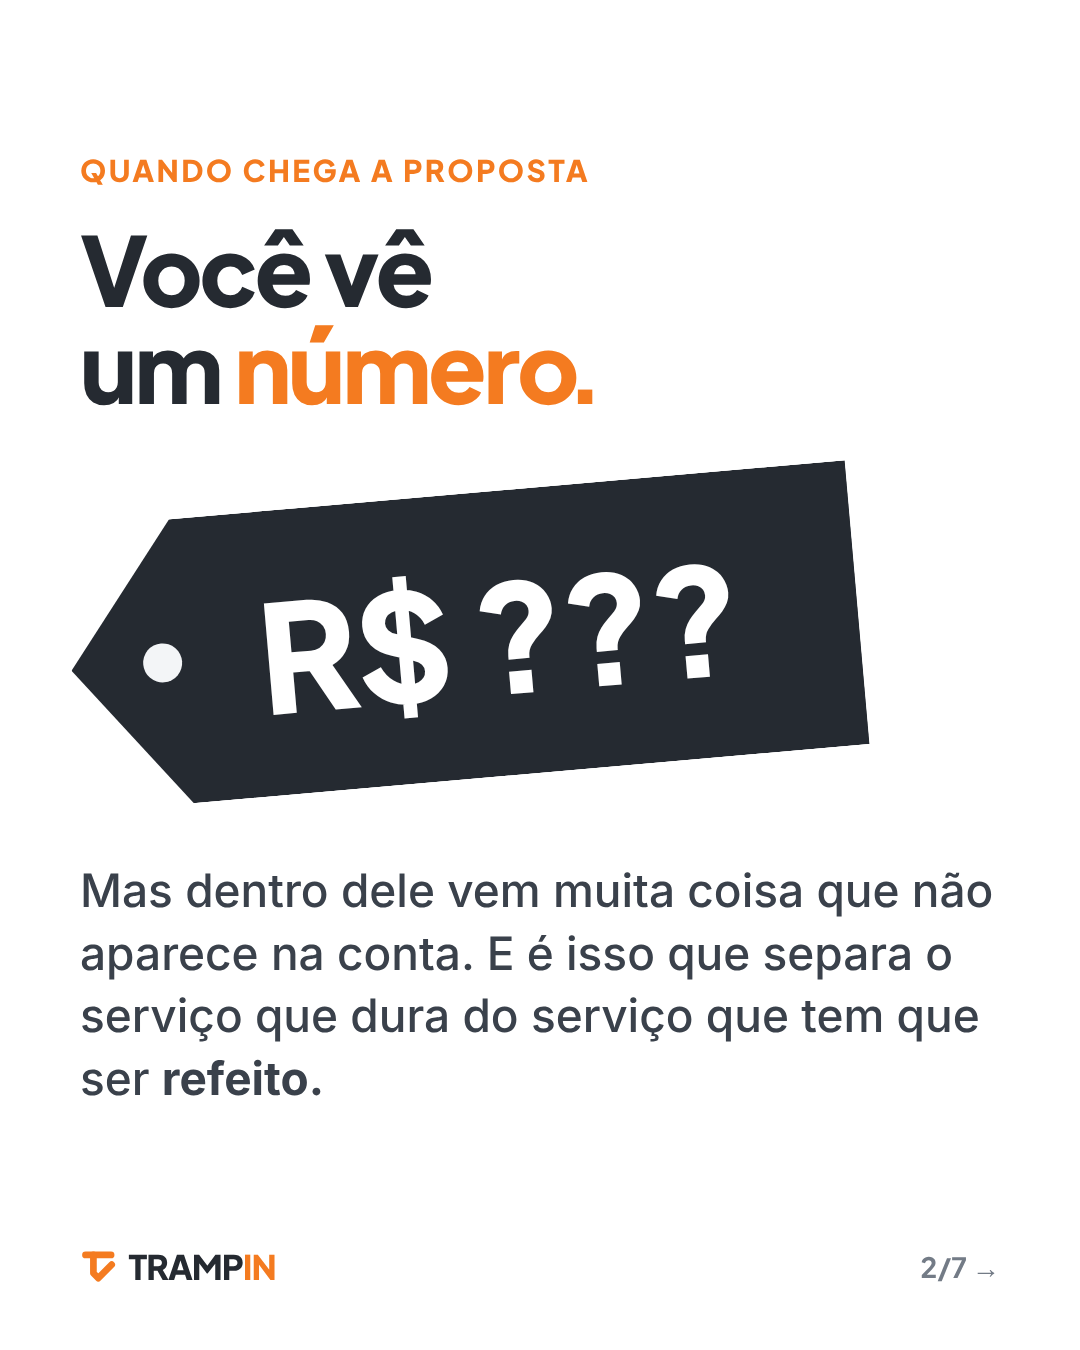 QUANDO CHEGA A PROPOSTA
Você vê
um número.
R$ ???
Mas dentro dele vem muita coisa que não
aparece na conta. E é isso que separa o
serviço que dura do serviço que tem que
ser refeito.
TRAMPIN
2/7 →